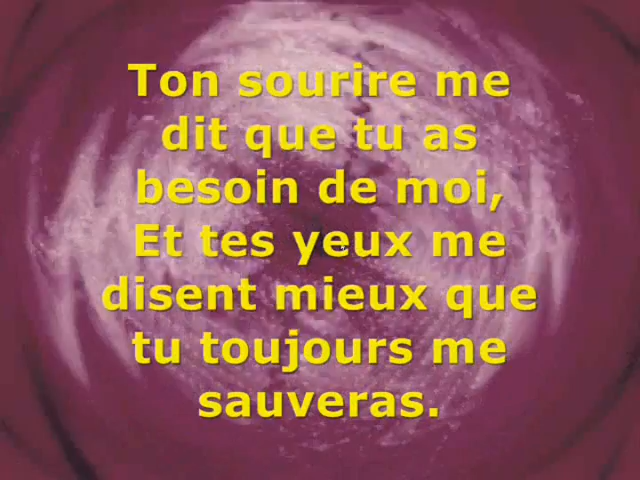 Ton sourire me
dit que tu as
besoin de moi,
Et tes yeux me
disent mieux que
tu toujours me
sauveras.